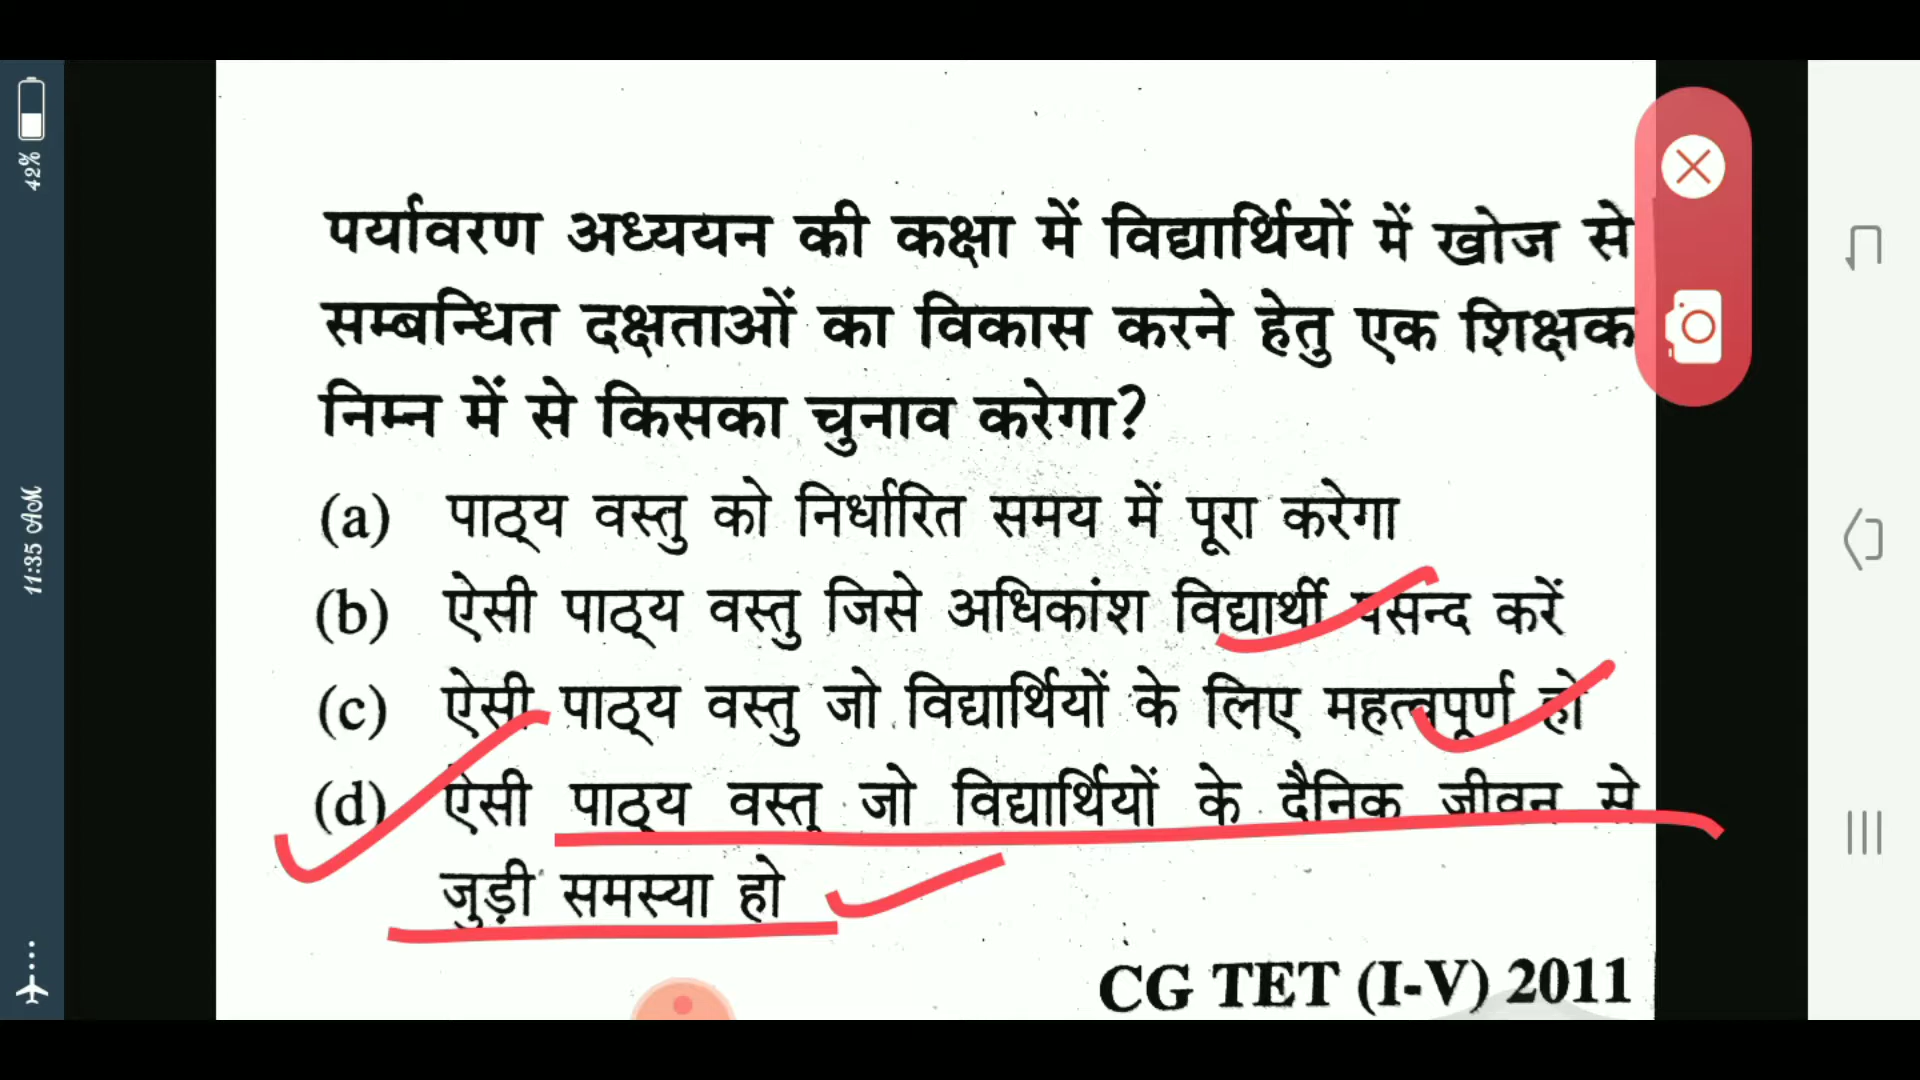 42%
11:35 AM
पर्यावरण अध्ययन की कक्षा में विद्यार्थियों में खोज से
सम्बन्धित दक्षताओं का विकास करने हेतु एक शिक्षक
निम्न में से किसका चुनाव करेगा?
(a) पाठ्य वस्तु को निर्धारित समय में पूरा करेगा
(b) ऐसी पाठ्य वस्तु जिसे अधिकांश विद्यार्थी पसन्द करें
(c) ऐसी पाठ्य वस्तु जो विद्यार्थियों के लिए महत्वपूर्ण हो
(d) ऐसी पाठ्य वस्तु जो विद्यार्थियों के दैनिक जीवन से
जुड़ी समस्या हो
CG TET (I-V) 2011